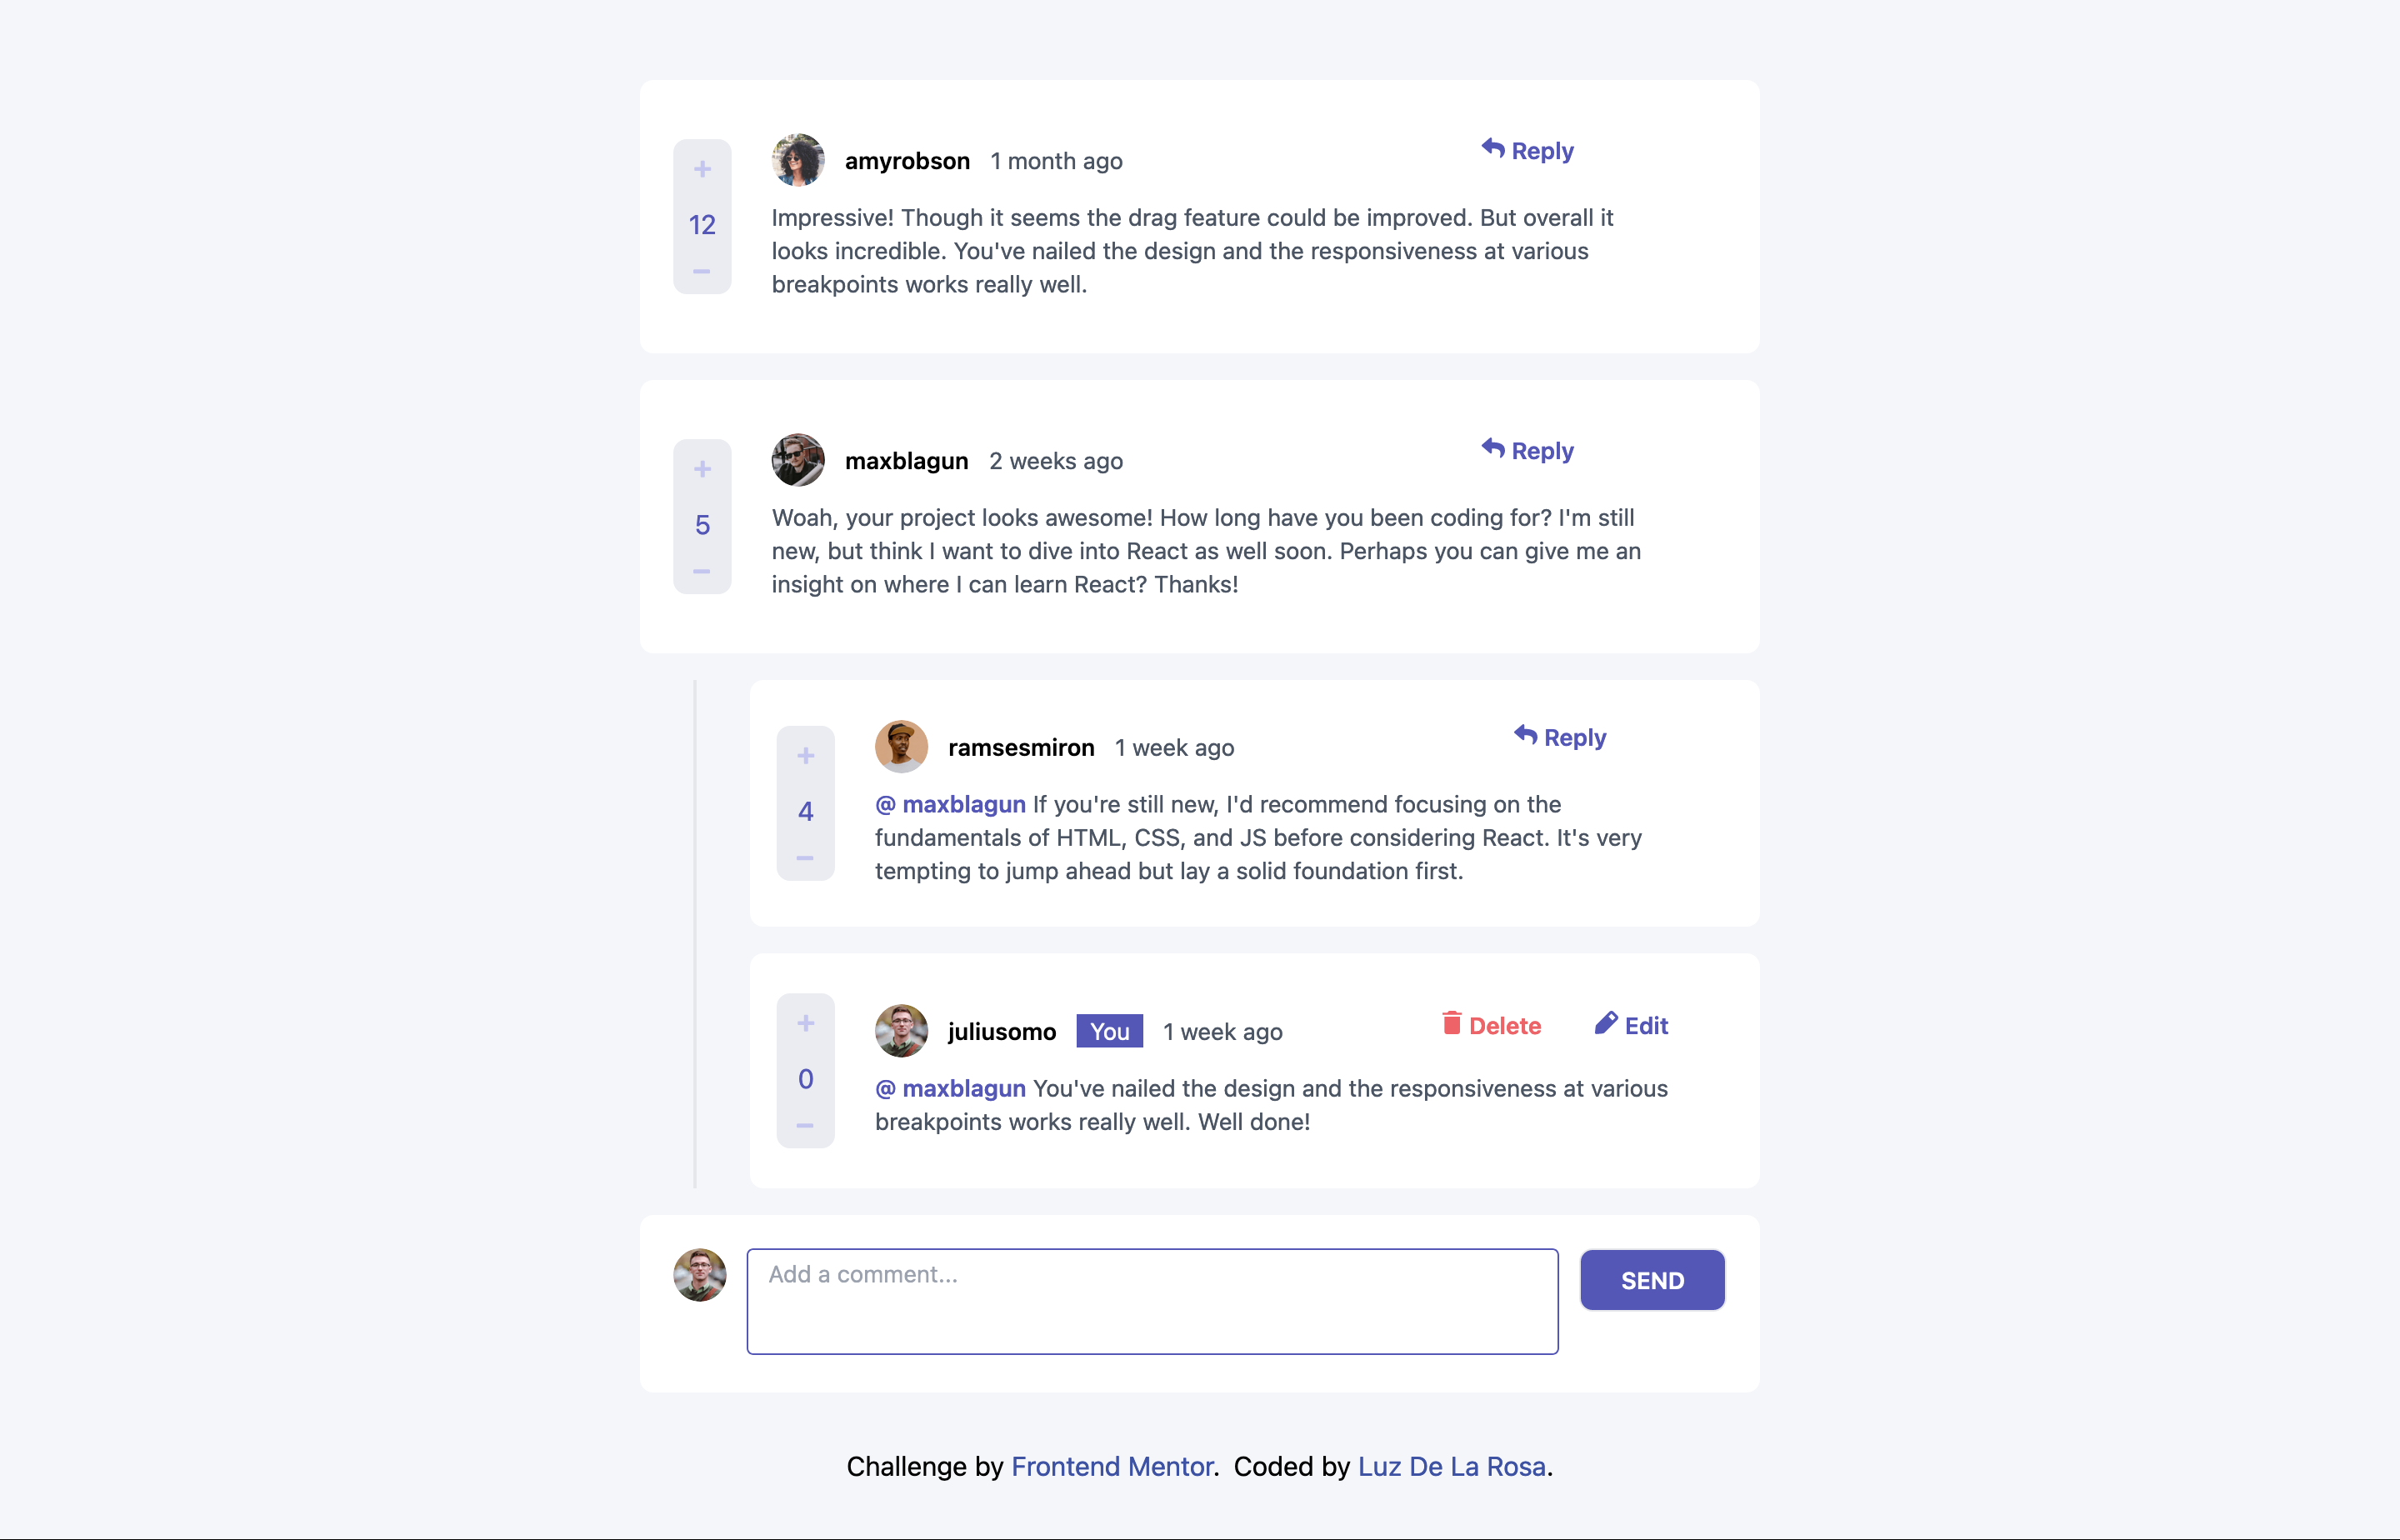 amyrobson 1 month ago Reply
+
12
−
Impressive! Though it seems the drag feature could be improved. But overall it
looks incredible. You've nailed the design and the responsiveness at various
breakpoints works really well.
maxblagun 2 weeks ago Reply
+
5
−
Woah, your project looks awesome! How long have you been coding for? I'm still
new, but think I want to dive into React as well soon. Perhaps you can give me an
insight on where I can learn React? Thanks!
ramsesmiron 1 week ago Reply
+
4
−
@ maxblagun If you're still new, I'd recommend focusing on the
fundamentals of HTML, CSS, and JS before considering React. It's very
tempting to jump ahead but lay a solid foundation first.
juliusomo You 1 week ago Delete Edit
+
0
−
@ maxblagun You've nailed the design and the responsiveness at various
breakpoints works really well. Well done!
Add a comment...
SEND
Challenge by Frontend Mentor. Coded by Luz De La Rosa.